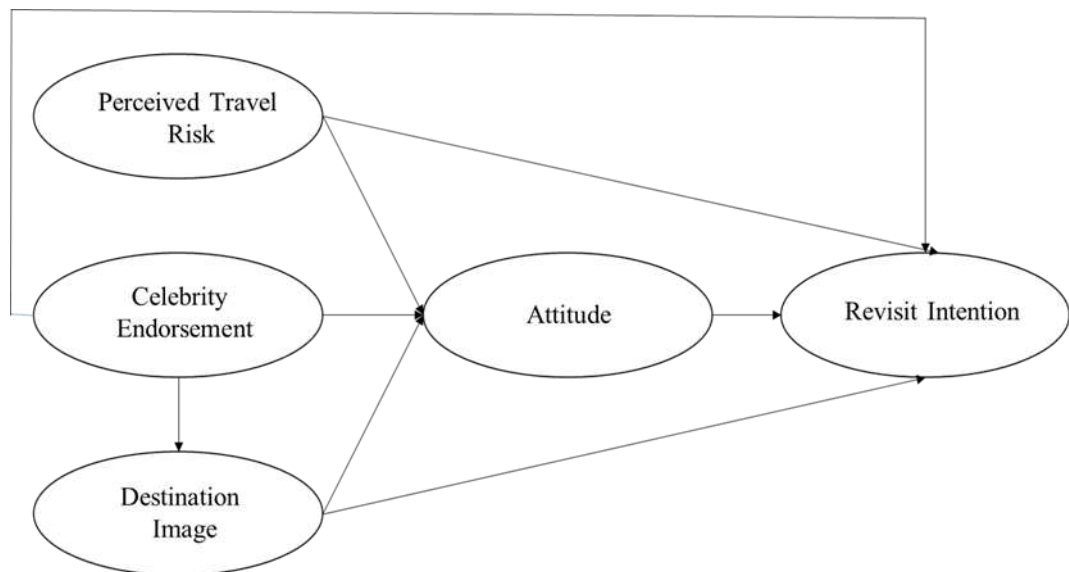 Perceived Travel
Risk
Celebrity
Endorsement
Attitude
Revisit Intention
Destination
Image